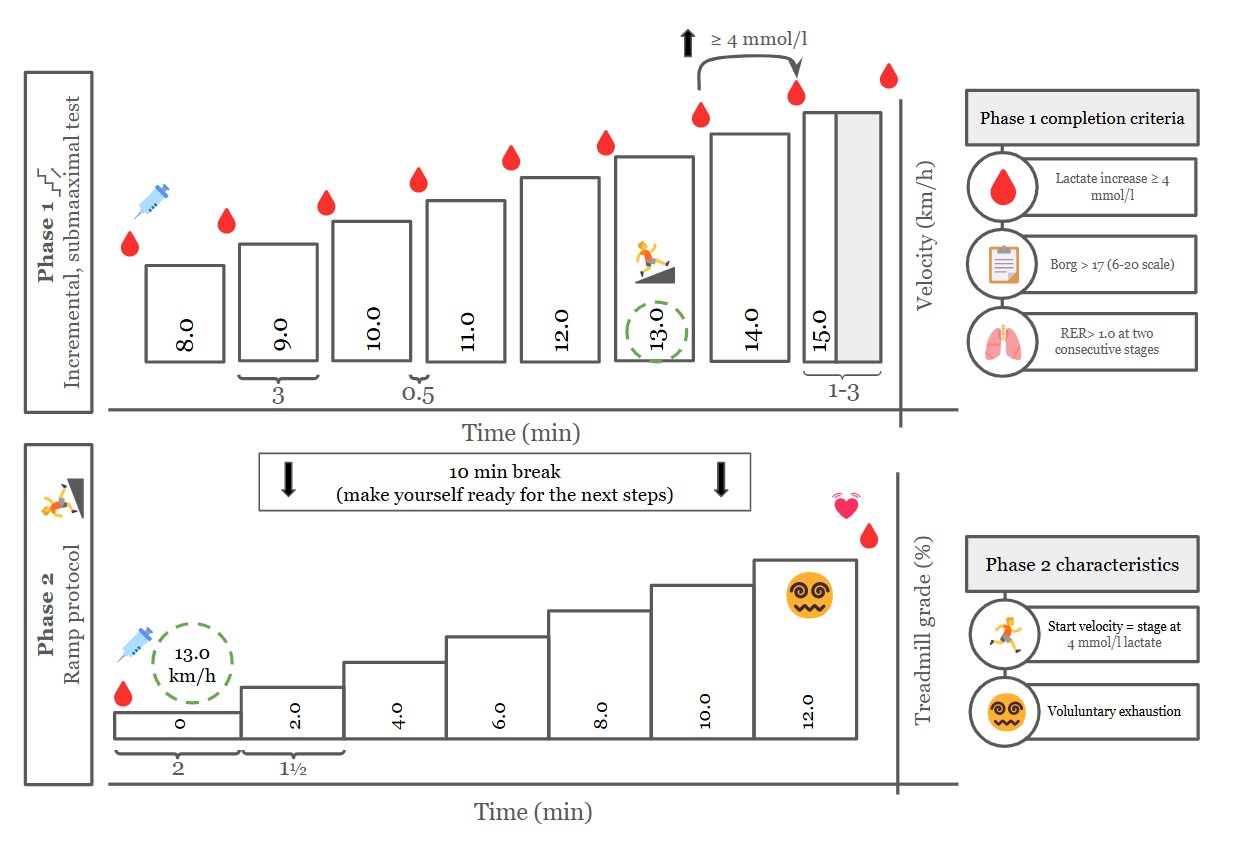 Phase 1
Incremental, submaaximal test
≥ 4 mmol/l
8.0
9.0
10.0
11.0
12.0
13.0
14.0
15.0
3
0.5
1-3
Time (min)
Velocity (km/h)
Phase 1 completion criteria
Lactate increase ≥ 4
mmol/l
Borg > 17 (6-20 scale)
RER> 1.0 at two
consecutive stages
10 min break
(make yourself ready for the next steps)
Phase 2
Ramp protocol
13.0
km/h
0
2.0
4.0
6.0
8.0
10.0
12.0
2
1½
Time (min)
Treadmill grade (%)
Phase 2 characteristics
Start velocity = stage at
4 mmol/l lactate
Voluluntary exhaustion